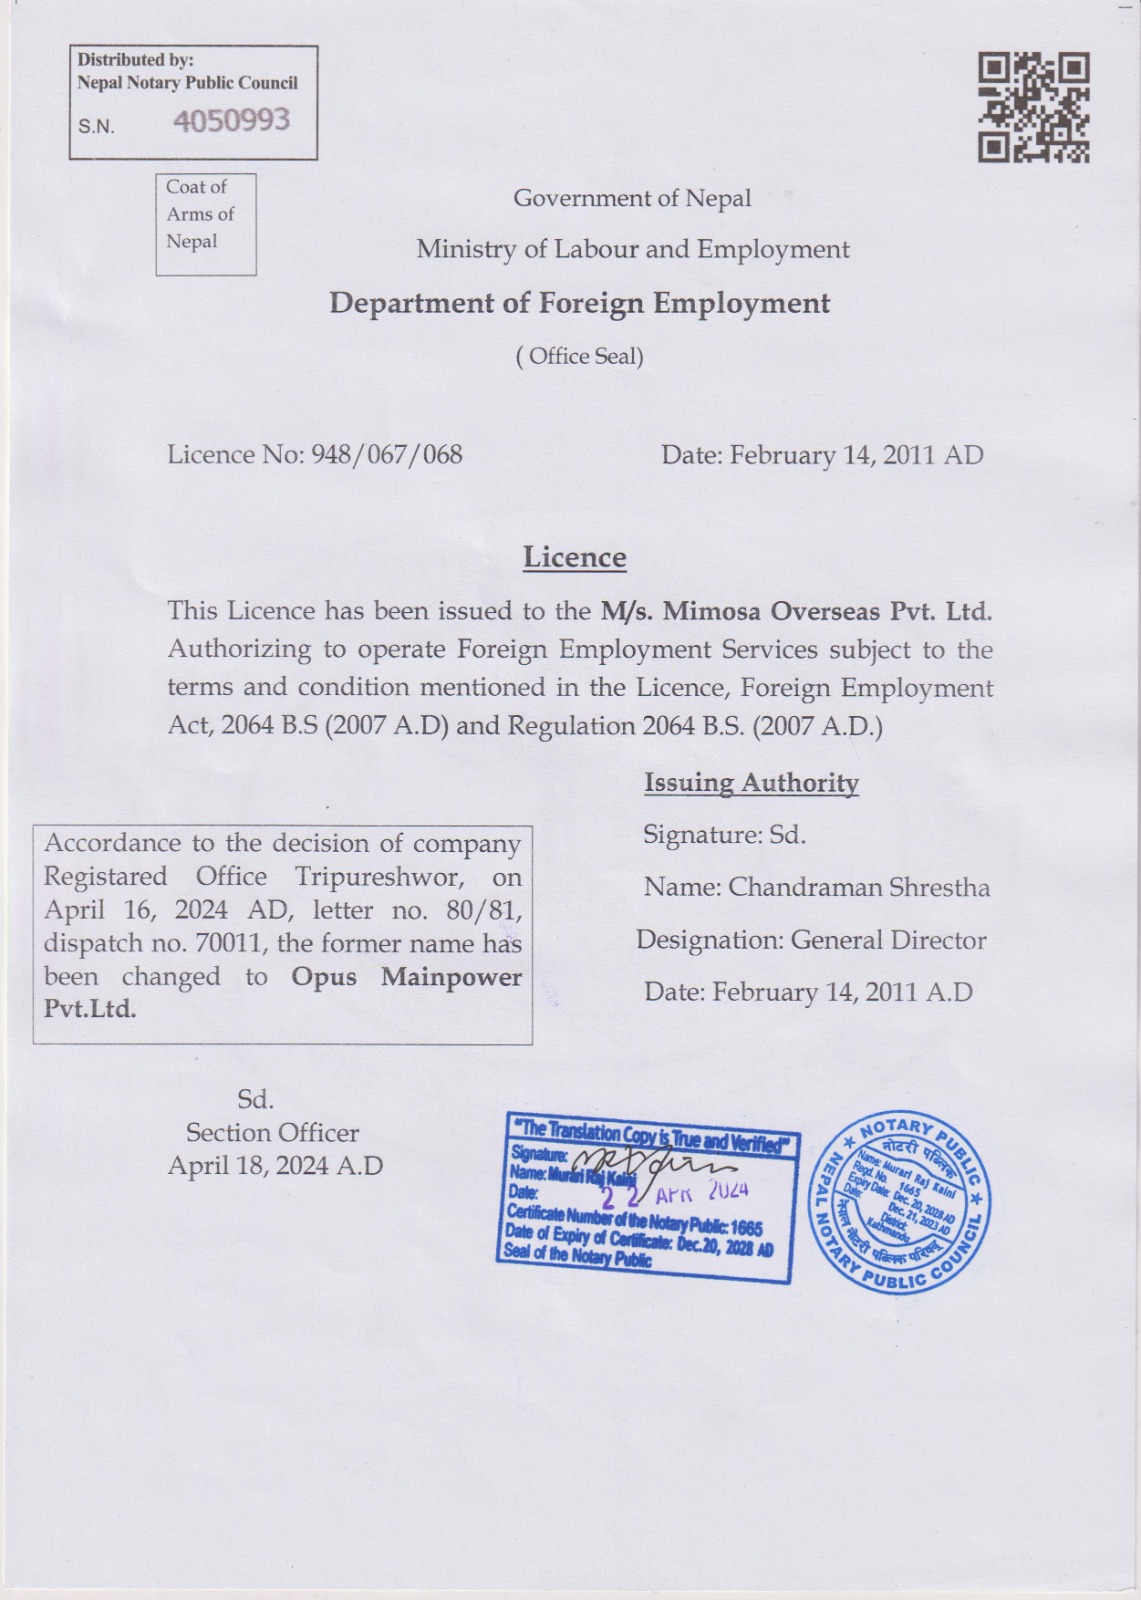 Distributed by:
Nepal Notary Public Council
S.N. 4050993
Coat of
Arms of
Nepal
Government of Nepal
Ministry of Labour and Employment
Department of Foreign Employment
( Office Seal)
Licence No: 948/067/068 Date: February 14, 2011 AD
Licence
This Licence has been issued to the M/s. Mimosa Overseas Pvt. Ltd.
Authorizing to operate Foreign Employment Services subject to the
terms and condition mentioned in the Licence, Foreign Employment
Act, 2064 B.S (2007 A.D) and Regulation 2064 B.S. (2007 A.D.)
Issuing Authority
Signature: Sd.
Name: Chandraman Shrestha
Designation: General Director
Date: February 14, 2011 A.D
Accordance to the decision of company
Registared Office Tripureshwor, on
April 16, 2024 AD, letter no. 80/81,
dispatch no. 70011, the former name has
been changed to Opus Mainpower
Pvt.Ltd.
Sd.
Section Officer
April 18, 2024 A.D
"The Translation Copy is True and Verified"
Signature:
Name: Murari Raj Kaini
Date: 22 APR 2024
Certificate Number of the Notary Public: 1665
Date of Expiry of Certificate: Dec.20, 2028 AD
Seal of the Notary Public
★ NOTARY PUBLIC ★
नोटरी पब्लिक
Name: Murari Raj Kaini
Regd. No. 1665
Expiry Date: Dec. 20, 2028 AD
Date: Dec. 21, 2023 AD
District:
Kathmandu
नेपाल नोटरी पब्लिक परिषद्
NEPAL NOTARY PUBLIC COUNCIL